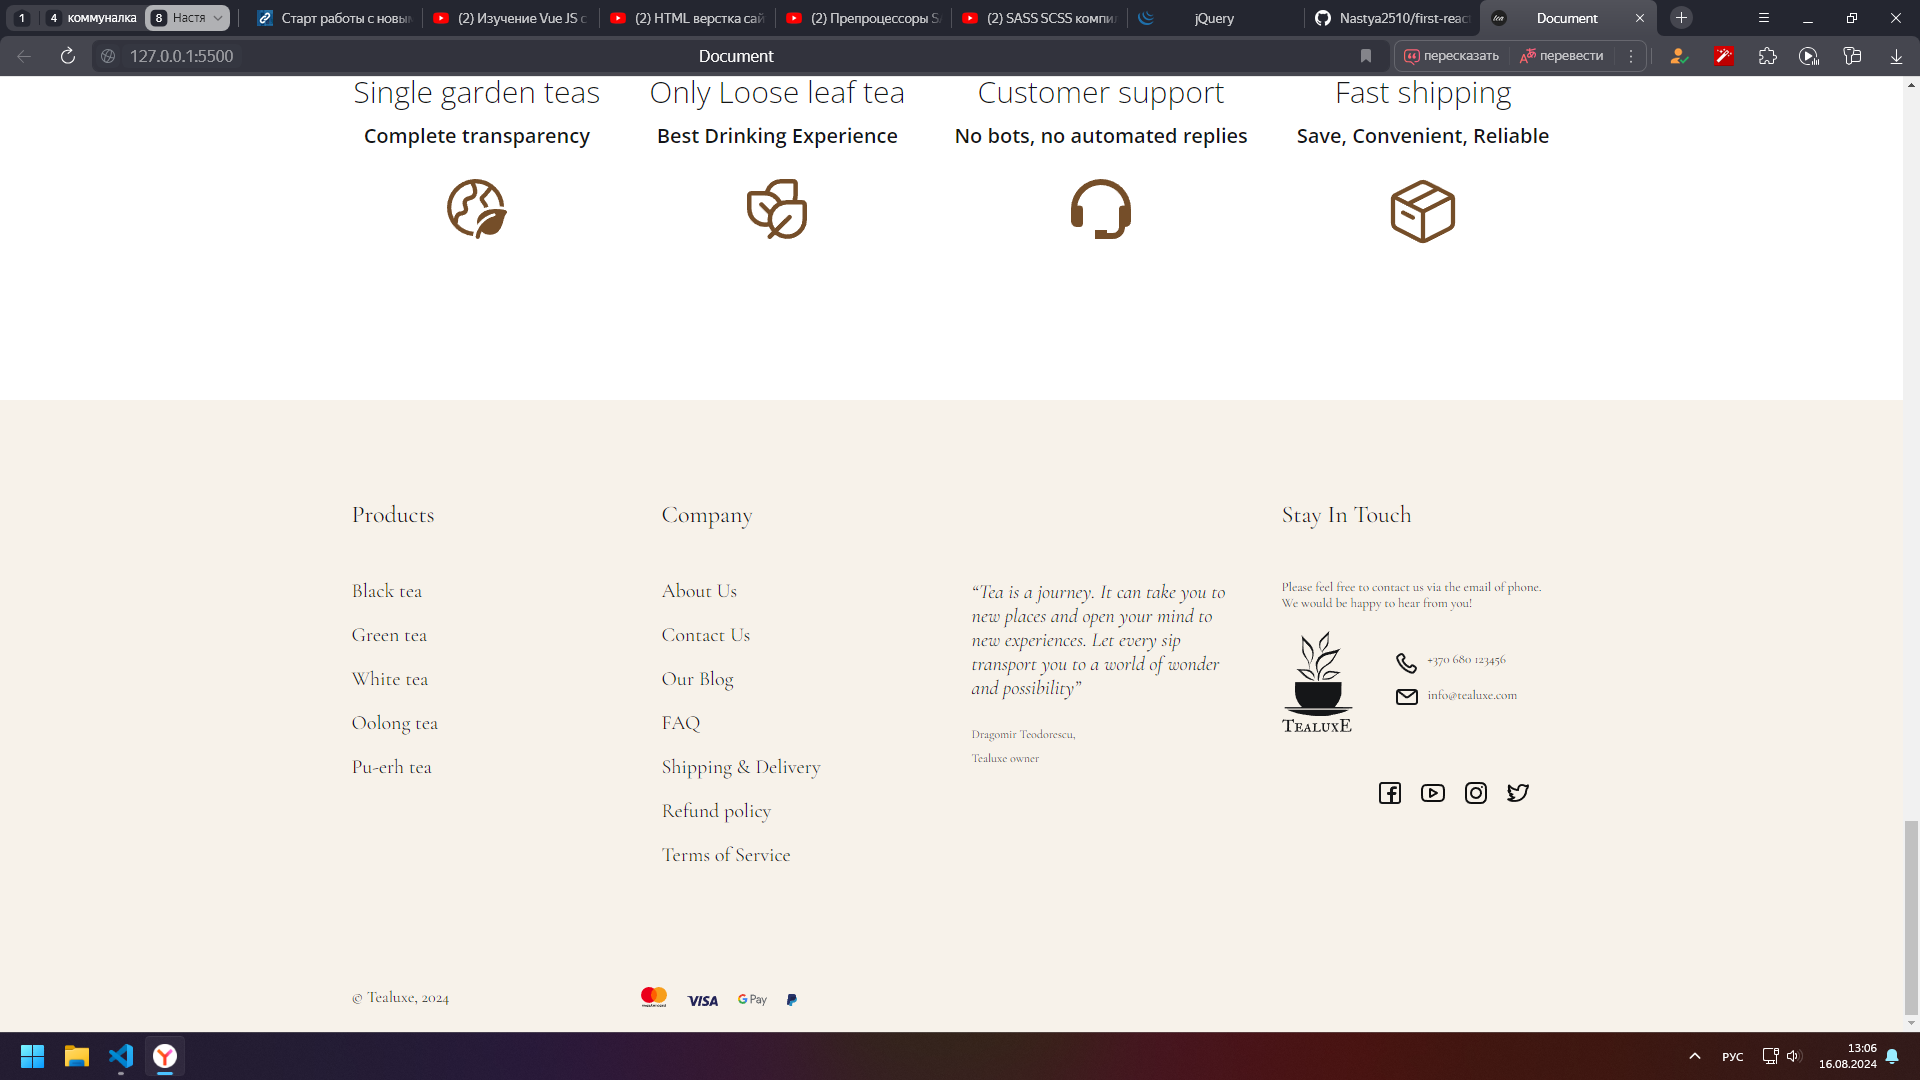 1
4 коммуналка
8 Настя
Старт работы с новым
(2) Изучение Vue JS с
(2) HTML верстка сай
(2) Препроцессоры SA
(2) SASS SCSS компил
jQuery
Nastya2510/first-react
Document
127.0.0.1:5500
Document
пересказать
перевести
Single garden teas
Complete transparency
Only Loose leaf tea
Best Drinking Experience
Customer support
No bots, no automated replies
Fast shipping
Save, Convenient, Reliable
Products
Black tea
Green tea
White tea
Oolong tea
Pu-erh tea
Company
About Us
Contact Us
Our Blog
FAQ
Shipping & Delivery
Refund policy
Terms of Service
“Tea is a journey. It can take you to
new places and open your mind to
new experiences. Let every sip
transport you to a world of wonder
and possibility”
Dragomir Teodorescu,
Tealuxe owner
Stay In Touch
Please feel free to contact us via the email of phone.
We would be happy to hear from you!
TEALUXE
+370 680 123456
info@tealuxe.com
© Tealuxe, 2024
VISA
G Pay
РУС
13:06
16.08.2024